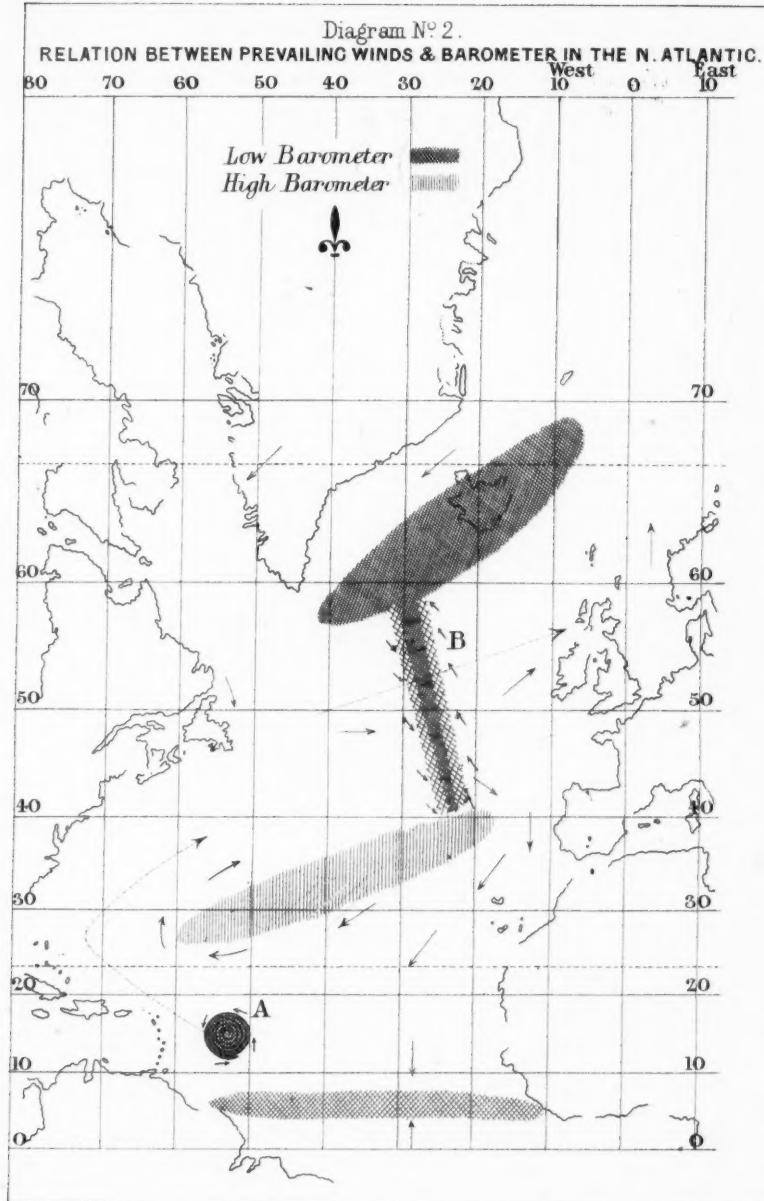 Diagram Nº 2.
RELATION BETWEEN PREVAILING WINDS & BAROMETER IN THE N. ATLANTIC.
West East
80 70 60 50 40 30 20 10 0 10
Low Barometer
High Barometer
70 70
60 60
B
50 50
40 40
30 30
20 20
A
10 10
0 0